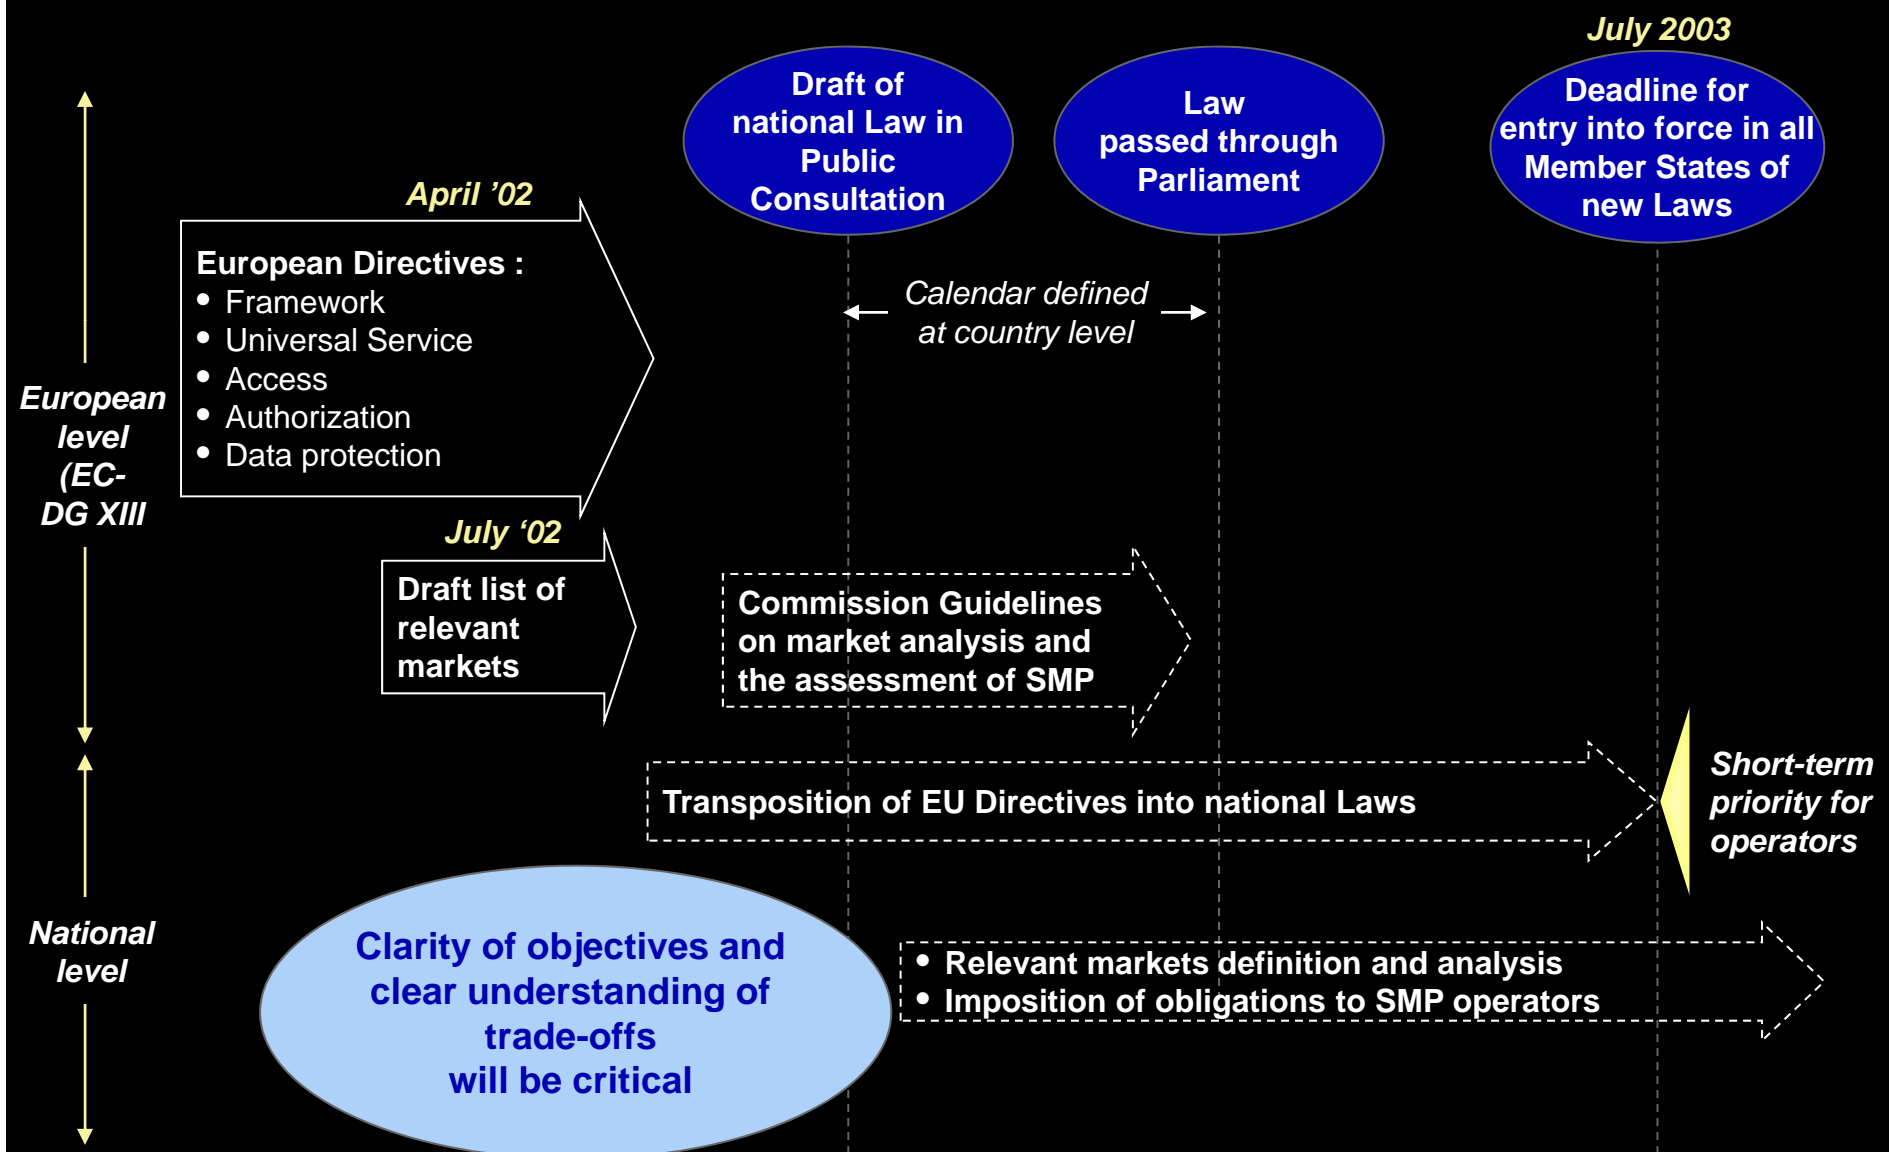 July 2003
Draft of
national Law in
Public
Consultation
Law
passed through
Parliament
Deadline for
entry into force in all
Member States of
new Laws
April ’02
European Directives :
• Framework
• Universal Service
• Access
• Authorization
• Data protection
Calendar defined
at country level
European
level
(EC-
DG XIII
July ‘02
Draft list of
relevant
markets
Commission Guidelines
on market analysis and
the assessment of SMP
Transposition of EU Directives into national Laws
Short-term
priority for
operators
National
level
Clarity of objectives and
clear understanding of
trade-offs
will be critical
• Relevant markets definition and analysis
• Imposition of obligations to SMP operators